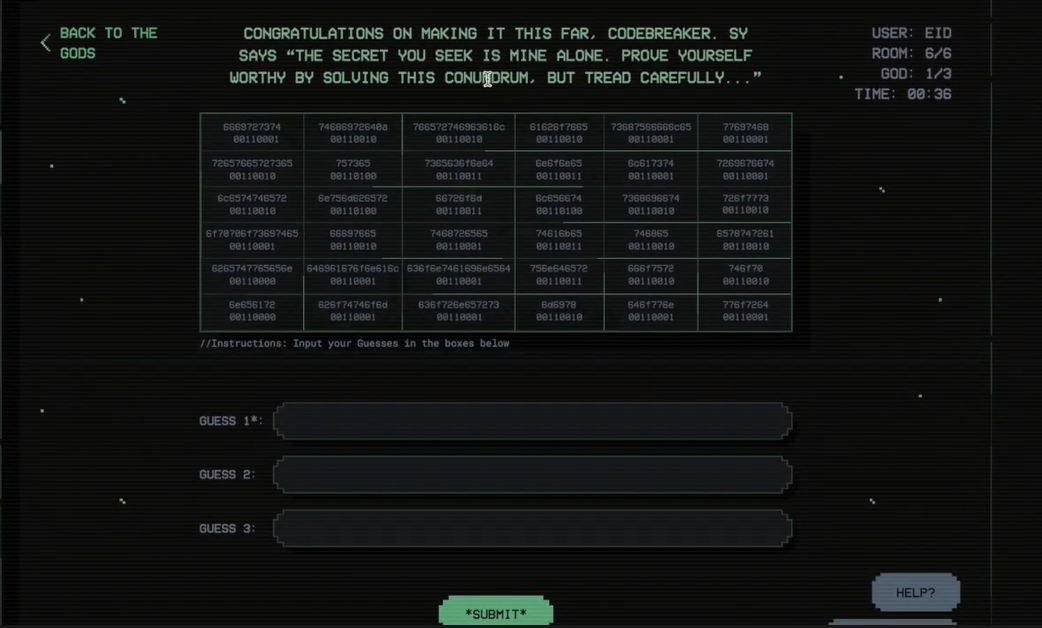 BACK TO THE
GODS
CONGRATULATIONS ON MAKING IT THIS FAR, CODEBREAKER. SY
SAYS “THE SECRET YOU SEEK IS MINE ALONE. PROVE YOURSELF
WORTHY BY SOLVING THIS CONUNDRUM, BUT TREAD CAREFULLY...”
USER: EID
ROOM: 6/6
GOD: 1/3
TIME: 00:36
6669727374 74686972640a 766572746963616c 61626f7665 73687566666c65 77697468
00110001 00110010 00110010 00110010 00110001 00110001
72657665727365 757365 7365636f6e64 6e6f6e65 6c617374 7269676874
00110010 00110100 00110011 00110011 00110001 00110001
6c6574746572 6e756d626572 66726f6d 6c656674 7368696674 726f7773
00110010 00110100 00110011 00110100 00110010 00110010
6f70706f73697465 66697665 7468726565 74616b65 746865 6578747261
00110001 00110010 00110001 00110011 00110010 00110010
6265747765656e 646961676f6e616c 636f6e7461696e6564 756e646572 666f7572 746f70
00110000 00110001 00110001 00110011 00110010 00110010
6e656172 626f74746f6d 636f726e657273 6d6978 646f776e 776f7264
00110000 00110001 00110001 00110010 00110001 00110001
//Instructions: Input your Guesses in the boxes below
GUESS 1*:
GUESS 2:
GUESS 3:
*SUBMIT*
HELP?